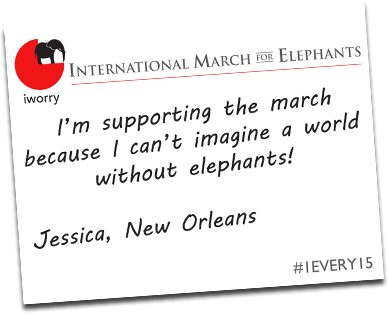 INTERNATIONAL MARCH FOR ELEPHANTS
iworry
I'm supporting the march
because I can't imagine a world
without elephants!
Jessica, New Orleans
#1EVERY15